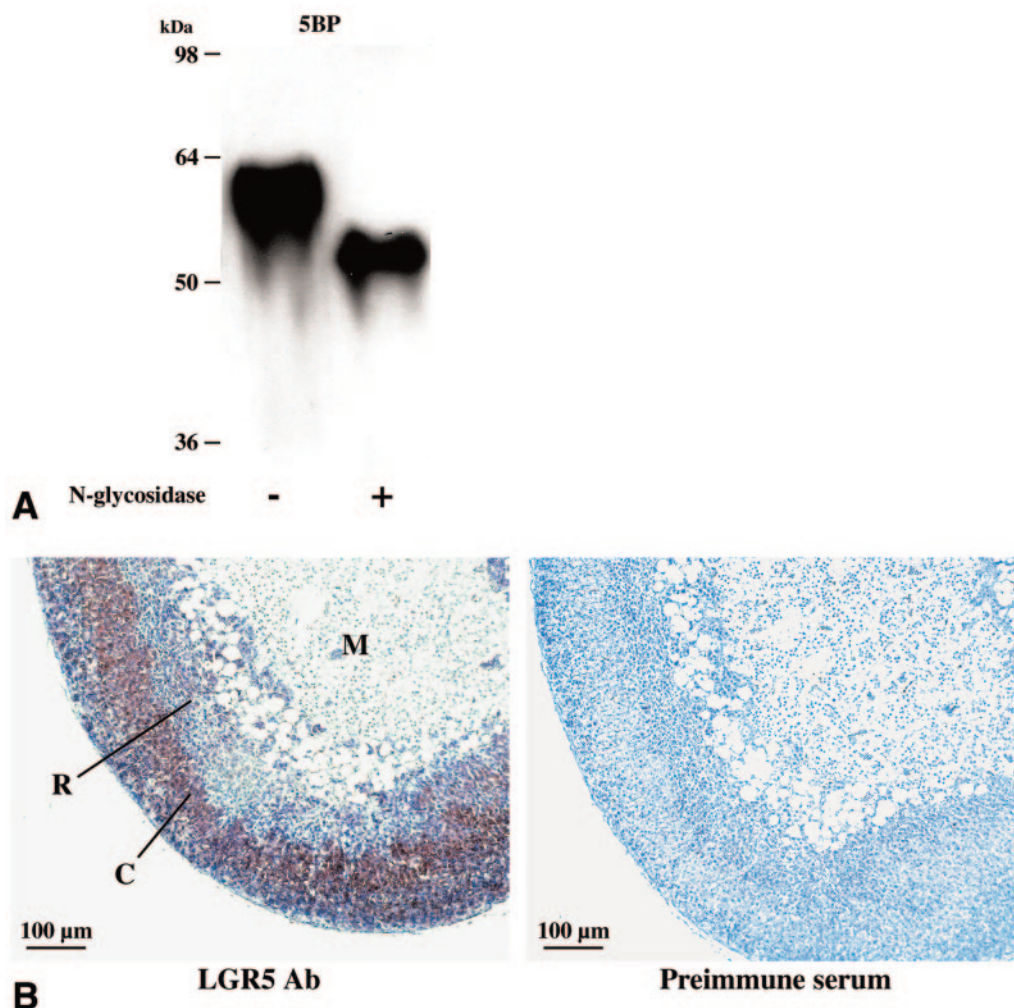 kDa 5BP
98
64
50
36
N-glycosidase - +
A
M
R
C
100 µm 100 µm
LGR5 Ab Preimmune serum
B